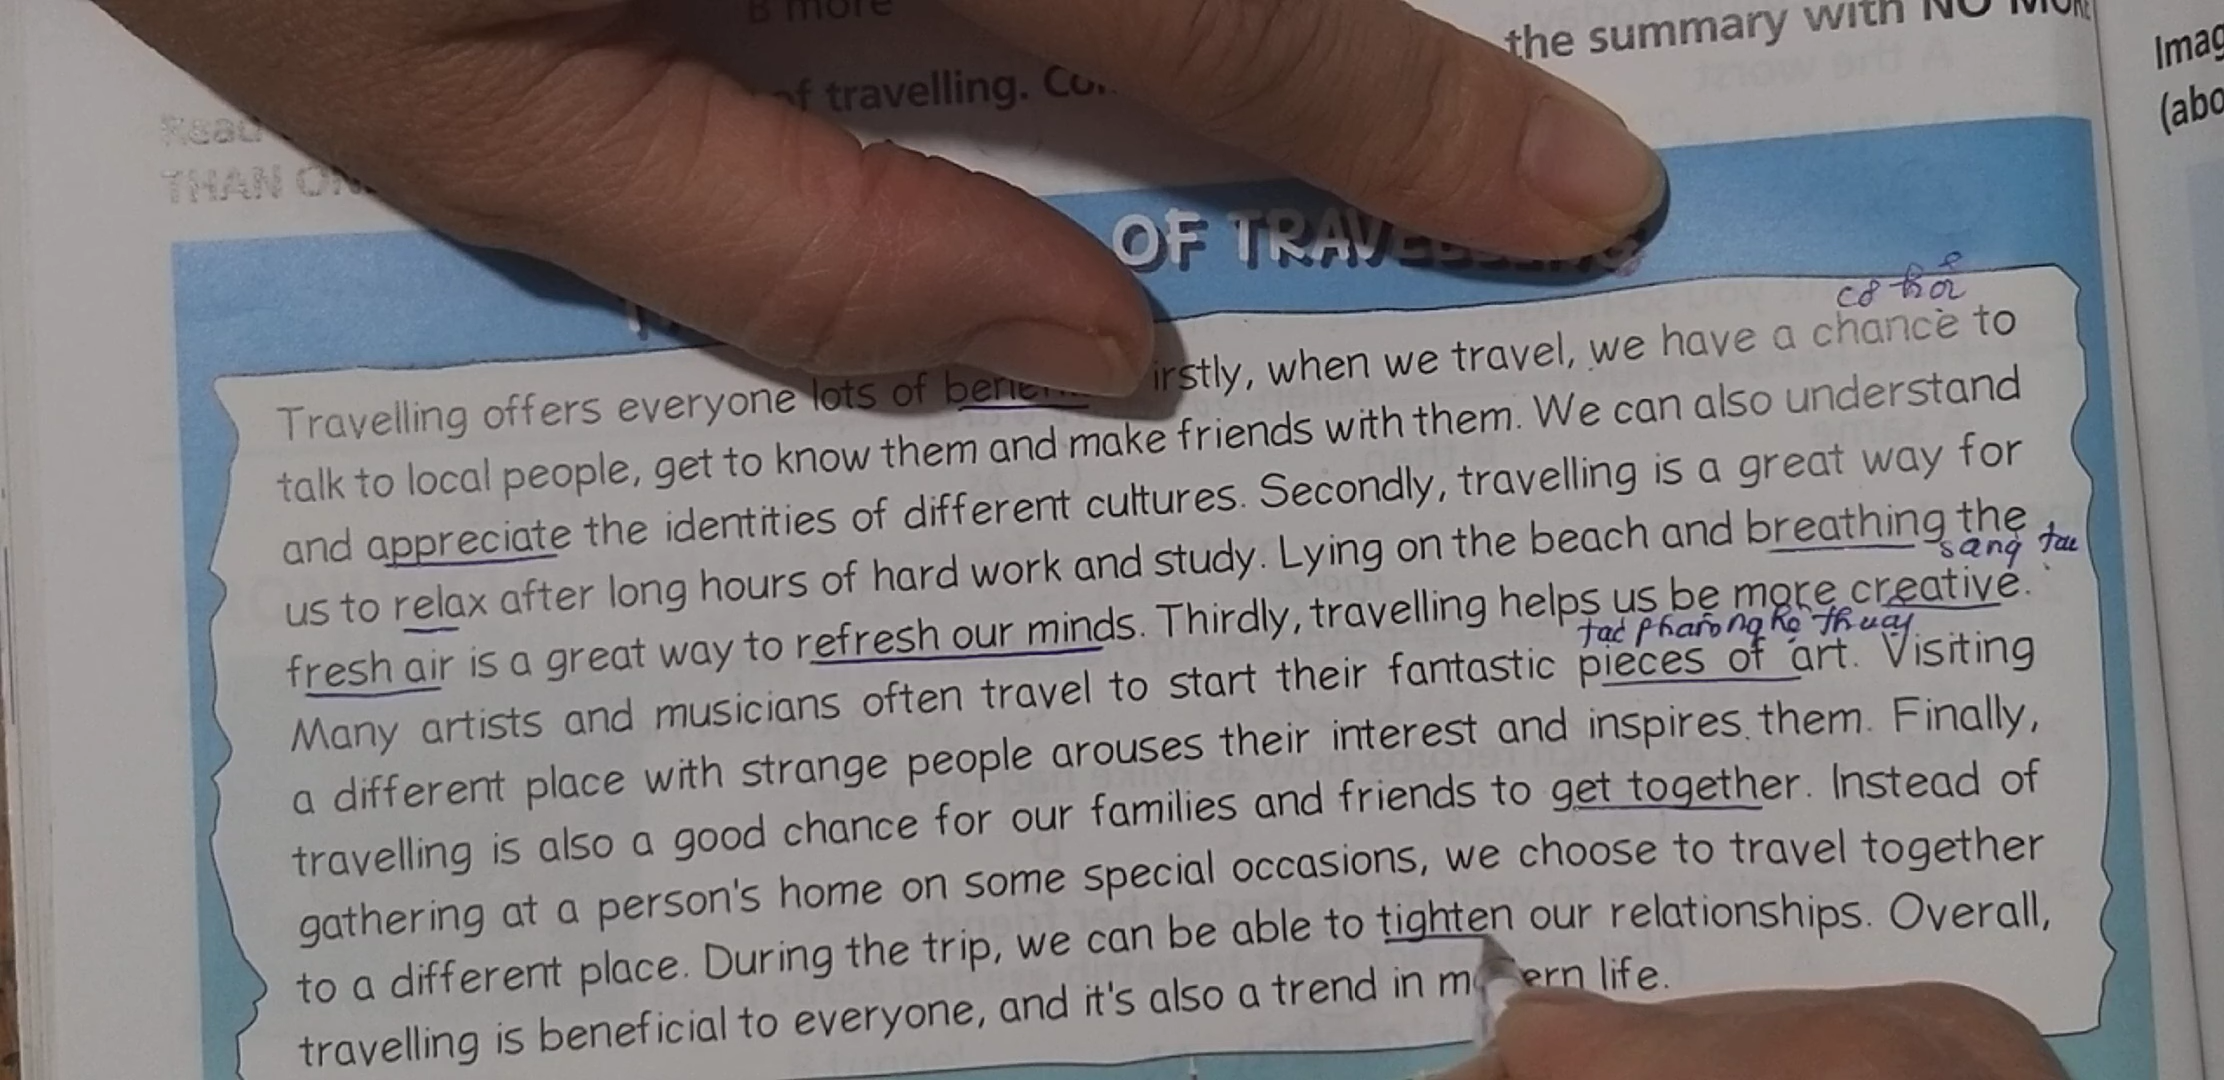 B more
the summary with NO MORE
of travelling.
Read
THAN
Imag
(abo
OF TRAVELLING
cơ hội
Travelling offers everyone lots of irstly, when we travel, we have a chance to
talk to local people, get to know them and make friends with them. We can also understand
and appreciate the identities of different cultures. Secondly, travelling is a great way for
us to relax after long hours of hard work and study. Lying on the beach and breathing the
sáng tạo
fresh air is a great way to refresh our minds. Thirdly, travelling helps us be more creative.
tác phẩm nghệ thuật
Many artists and musicians often travel to start their fantastic pieces of art. Visiting
a different place with strange people arouses their interest and inspires them. Finally,
travelling is also a good chance for our families and friends to get together. Instead of
gathering at a person's home on some special occasions, we choose to travel together
to a different place. During the trip, we can be able to tighten our relationships. Overall,
travelling is beneficial to everyone, and it's also a trend in m ern life.